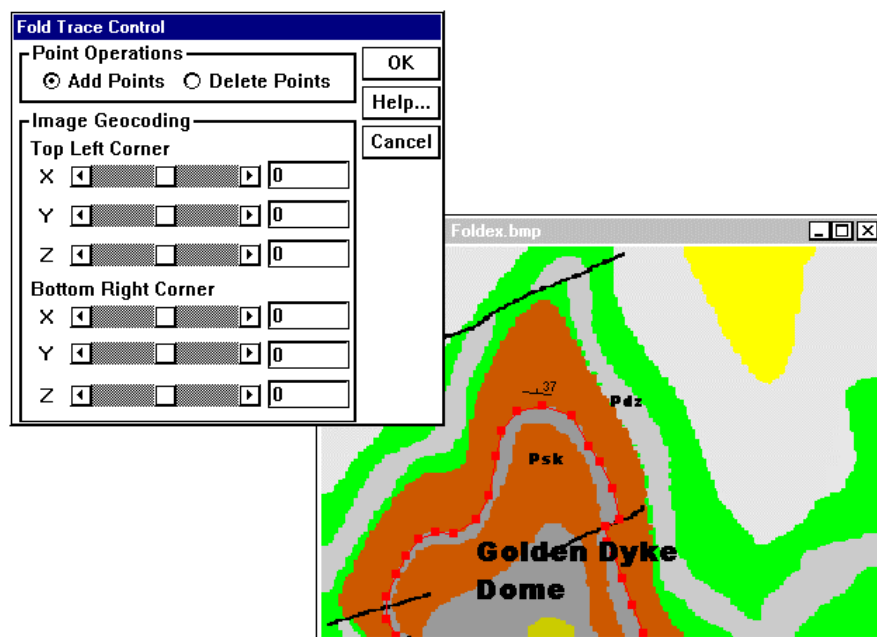 Fold Trace Control
Point Operations
Add Points Delete Points
OK
Help...
Cancel
Image Geocoding
Top Left Corner
X 0
Y 0
Z 0
Bottom Right Corner
X 0
Y 0
Z 0
Foldex.bmp
37
Pdz
Psk
Golden Dyke
Dome